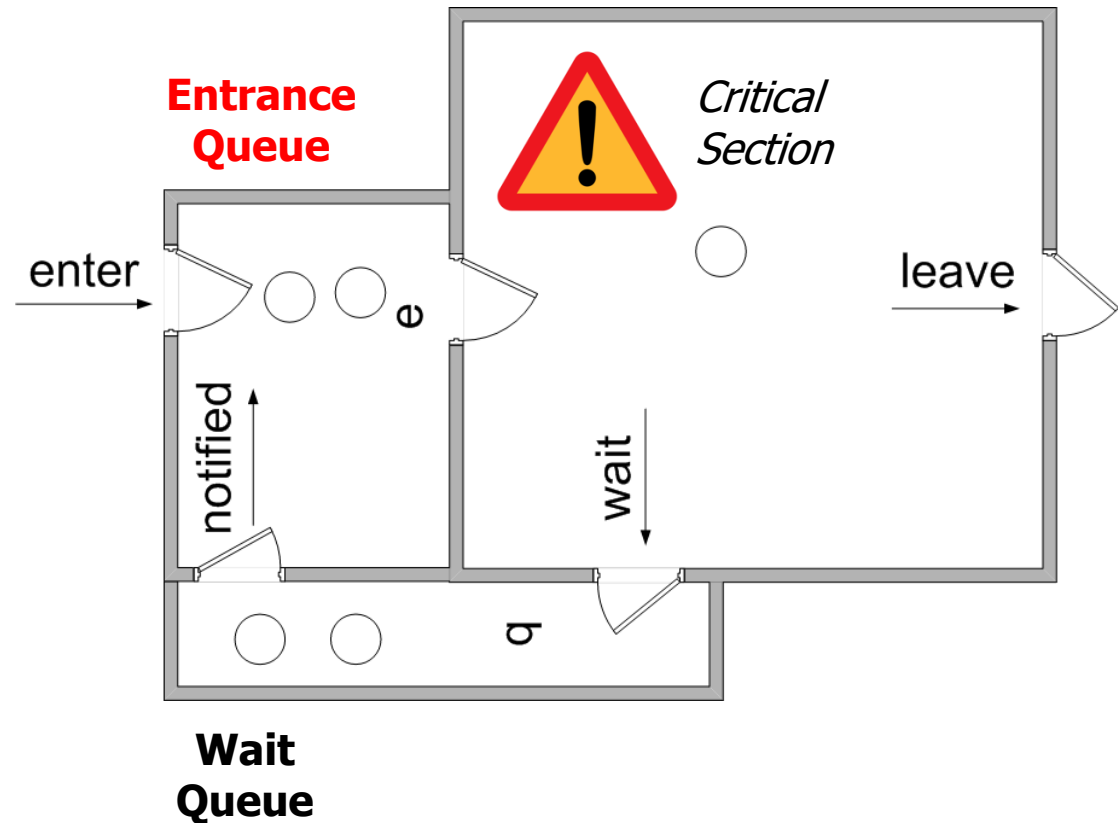 Entrance
Queue
Critical
Section
!
enter
e
leave
notified
wait
q
Wait
Queue